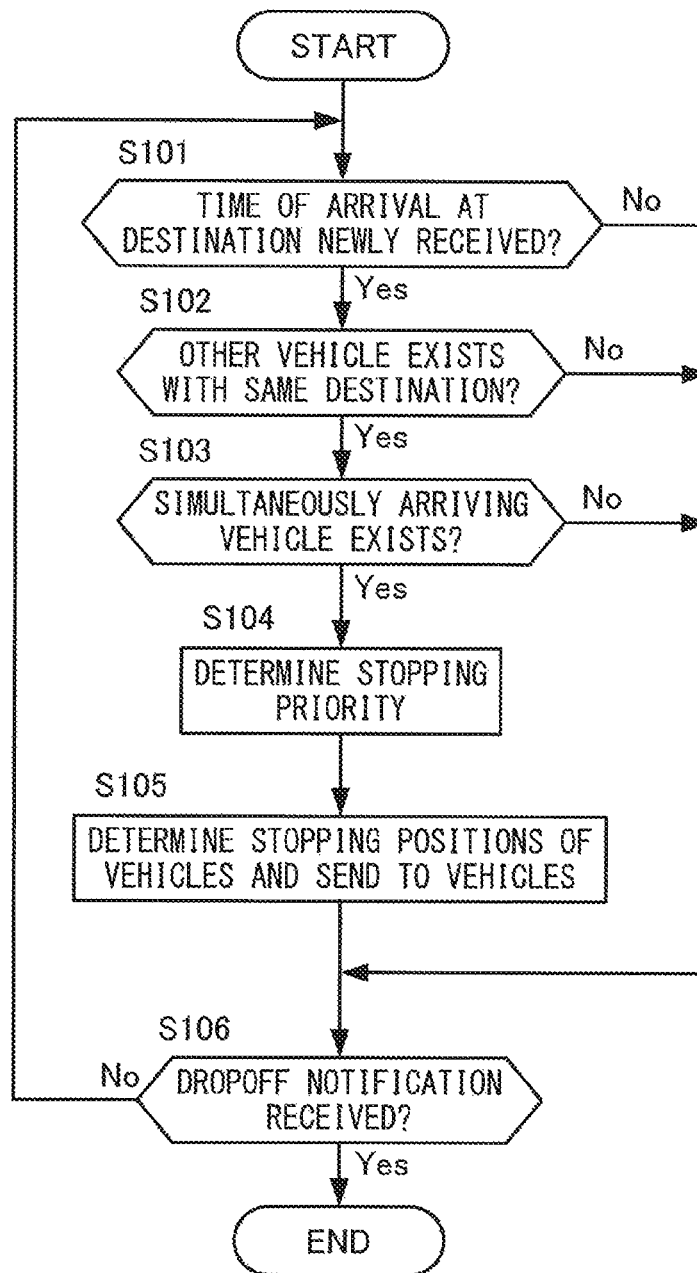 START
S101
TIME OF ARRIVAL AT
DESTINATION NEWLY RECEIVED?
No
Yes
S102
OTHER VEHICLE EXISTS
WITH SAME DESTINATION?
No
Yes
S103
SIMULTANEOUSLY ARRIVING
VEHICLE EXISTS?
No
Yes
S104
DETERMINE STOPPING
PRIORITY
S105
DETERMINE STOPPING POSITIONS OF
VEHICLES AND SEND TO VEHICLES
S106
No
DROPOFF NOTIFICATION
RECEIVED?
Yes
END